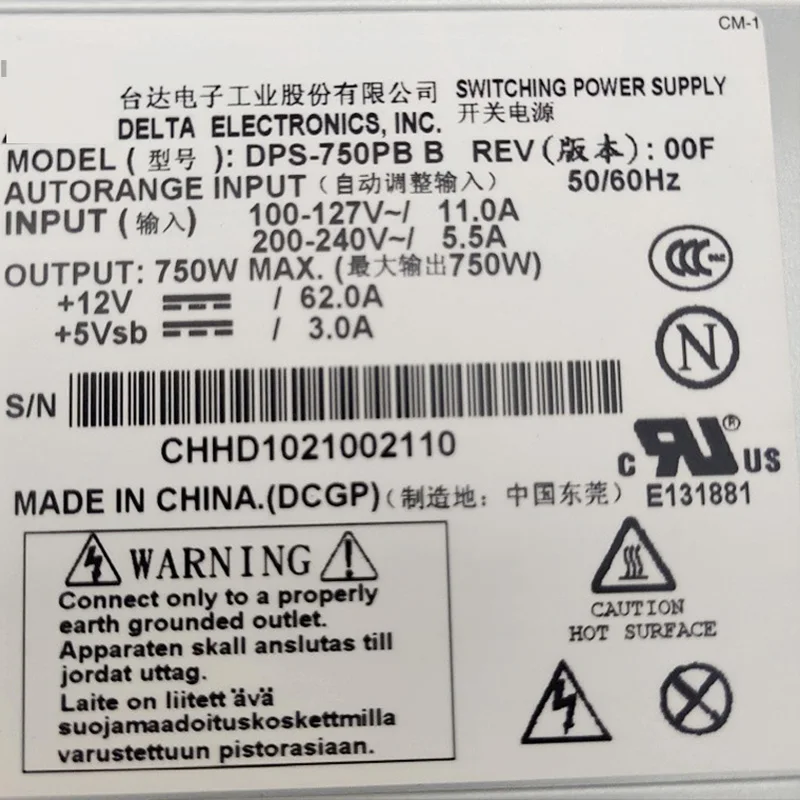 CM-1
台达电子工业股份有限公司 SWITCHING POWER SUPPLY
DELTA ELECTRONICS, INC. 开关电源
MODEL ( 型号 ): DPS-750PB B REV (版本) : 00F
AUTORANGE INPUT （自动调整输入） 50/60Hz
INPUT ( 输入) 100-127V~/ 11.0A
200-240V~/ 5.5A
OUTPUT: 750W MAX. (最大输出750W)
+12V / 62.0A
+5Vsb / 3.0A
CCC
N
S/N
CHHD1021002110
c RU ® US
MADE IN CHINA.(DCGP)（制造地：中国东莞） E131881
WARNING
Connect only to a properly
earth grounded outlet.
Apparaten skall anslutas till
jordat uttag.
Laite on liitett ̈av̈a
suojamaadoituskoskettmilla
varustettuun pistorasiaan.
CAUTION
HOT SURFACE